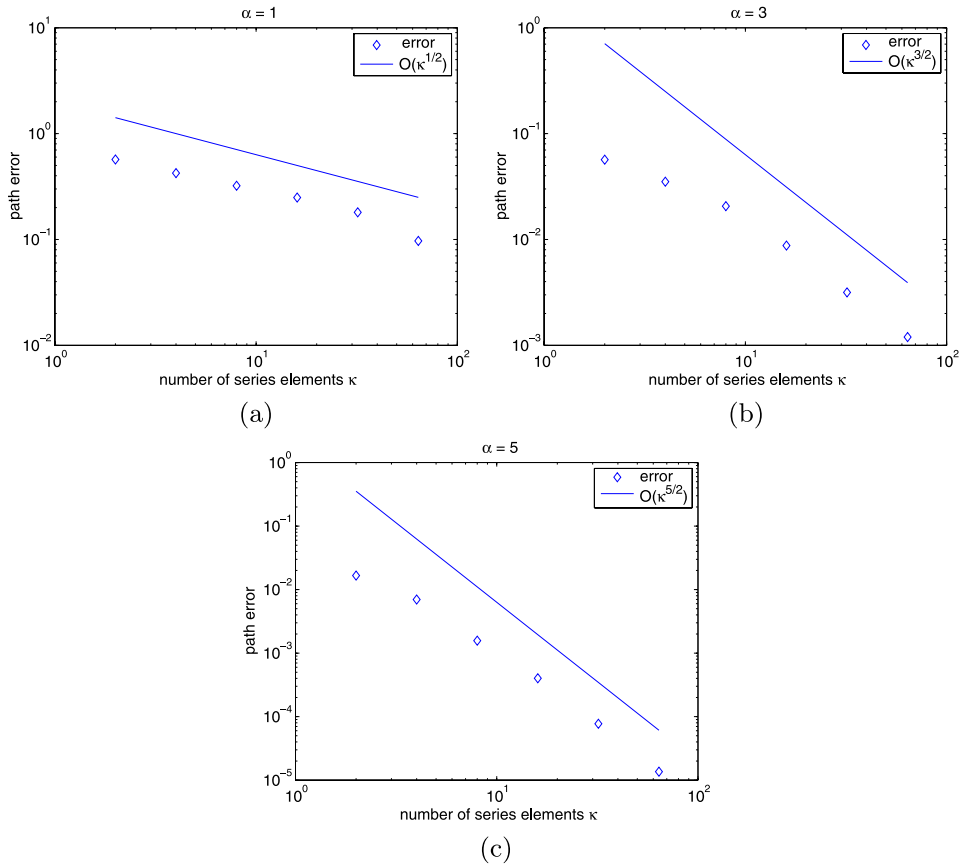 α = 1
10^1
10^0
10^-1
10^-2
path error
error
O(κ^1/2)
10^0
10^1
10^2
number of series elements κ
(a)
α = 3
10^0
10^-1
10^-2
10^-3
path error
error
O(κ^3/2)
10^0
10^1
10^2
number of series elements κ
(b)
α = 5
10^0
10^-1
10^-2
10^-3
10^-4
10^-5
path error
error
O(κ^5/2)
10^0
10^1
10^2
number of series elements κ
(c)